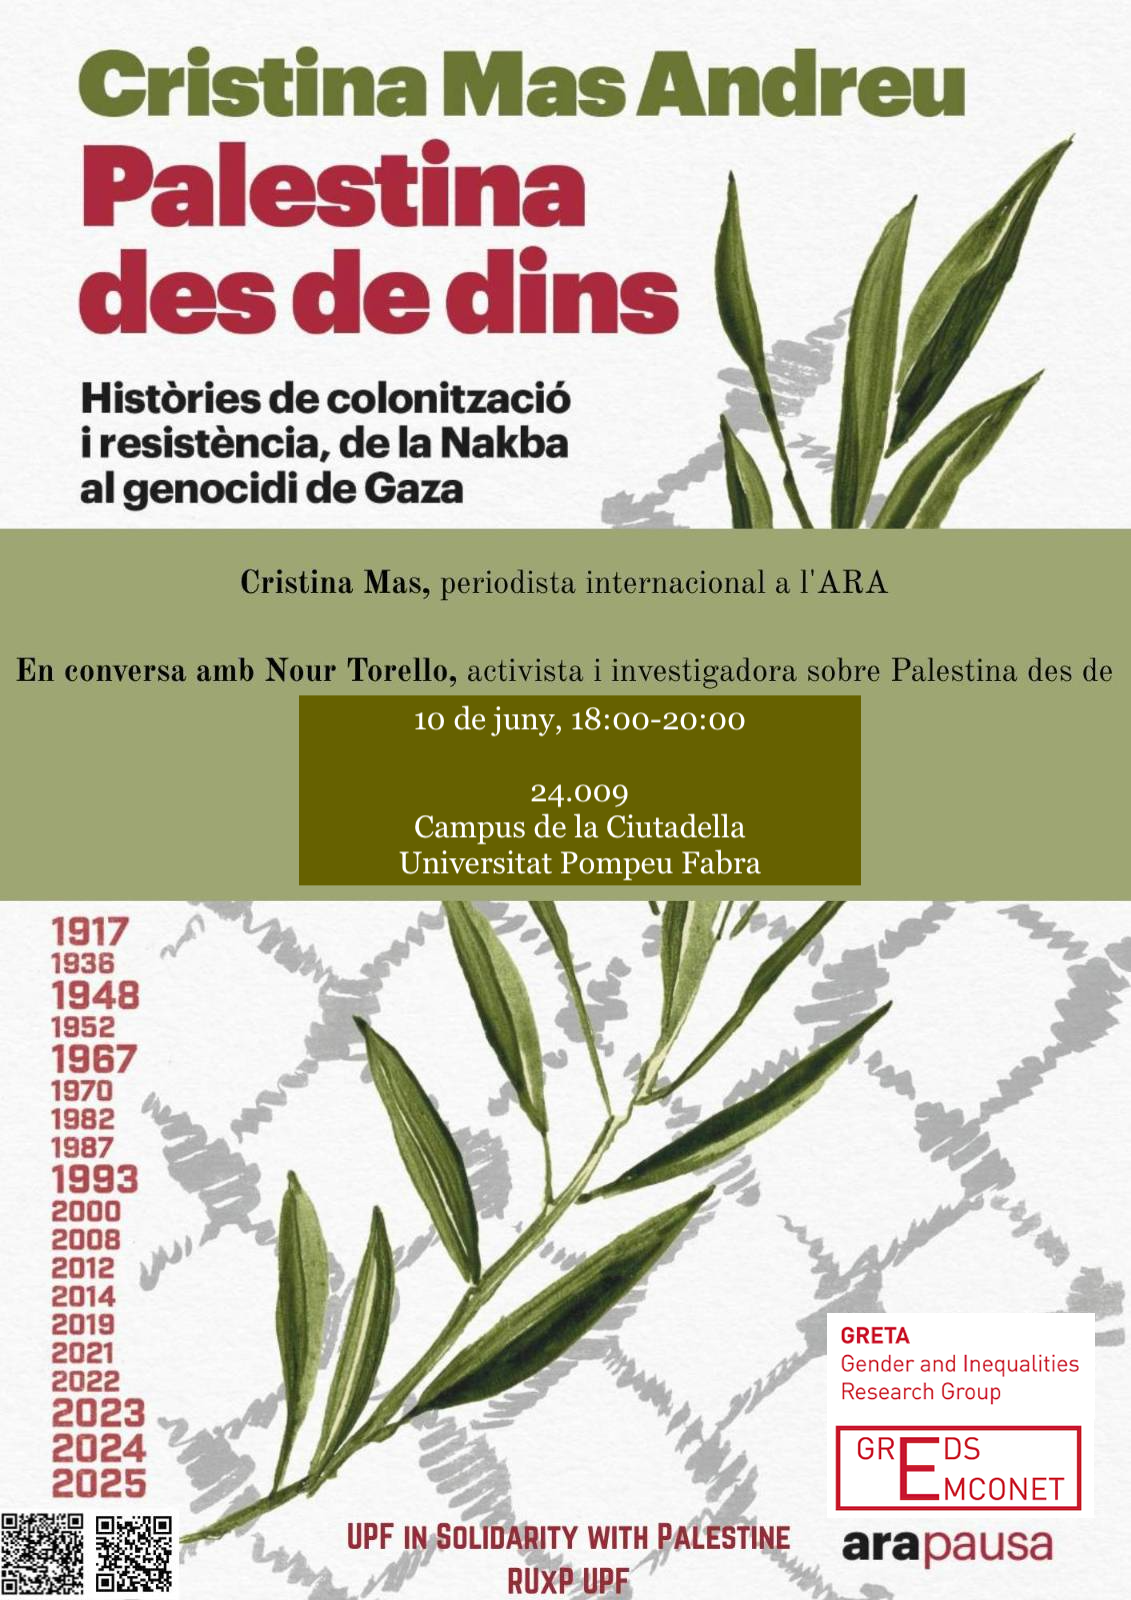 Cristina Mas Andreu
Palestina
des de dins
Històries de colonització
i resistència, de la Nakba
al genocidi de Gaza
Cristina Mas, periodista internacional a l'ARA
En conversa amb Nour Torello, activista i investigadora sobre Palestina des de
10 de juny, 18:00-20:00
24.009
Campus de la Ciutadella
Universitat Pompeu Fabra
1917
1936
1948
1952
1967
1970
1982
1987
1993
2000
2008
2012
2014
2019
2021
2022
2023
2024
2025
GRETA
Gender and Inequalities
Research Group
GREDS
EMCONET
UPF IN SOLIDARITY WITH PALESTINE
RUxP UPF
arapausa